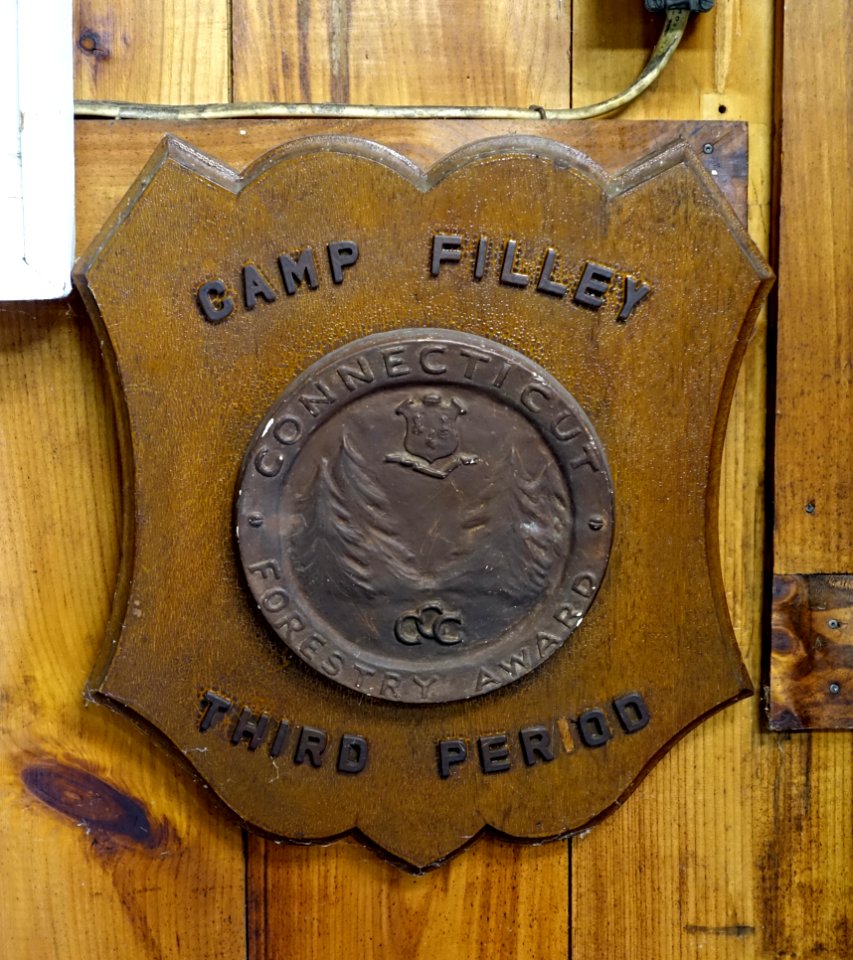 CAMP FILLEY
CONNECTICUT
CCC
FORESTRY AWARD
THIRD PERIOD